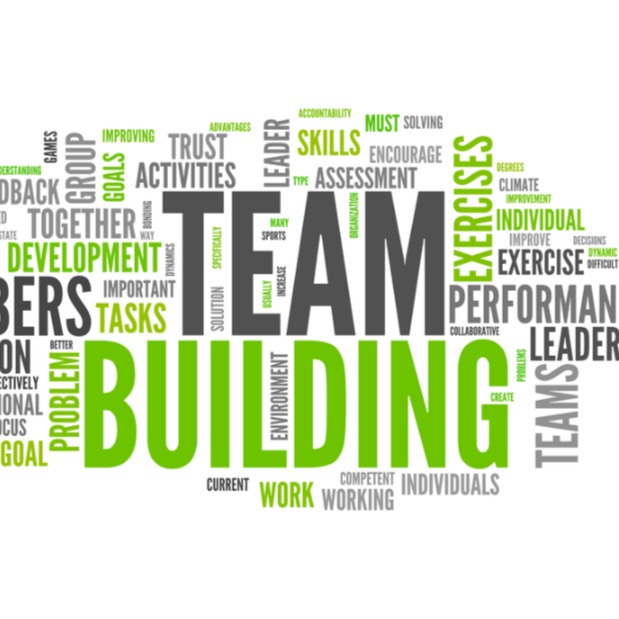 ACCOUNTABILITY
ADVANTAGES
MUST SOLVING
IMPROVING
GAMES
GROUP
GOALS
TRUST
LEADER
SKILLS
ENCOURAGE
EXERCISES
ACTIVITIES
TYPE
ASSESSMENT
DEGREES
CLIMATE
IMPROVEMENT
DERSTANDING
DBACK
TOGETHER
BONDING
WAY
MANY
SPORTS
ORGANIZATION
INDIVIDUAL
IMPROVE
DECISIONS
ED
STATE
DEVELOPMENT
DYNAMICS
SPECIFICALLY
TEAM
EXERCISE
DYNAMIC
DIFFICULT
BERS
IMPORTANT
TASKS
SOLUTION
USUALLY
INCREASE
PERFORMAN
COLLABORATIVE
LEADER
ON
BETTER
PROBLEM
BUILDING
ENVIRONMENT
PROBLEMS
TEAMS
ECTIVELY
IONAL
OCUS
GOAL
CREATE
CURRENT
WORK
COMPETENT
WORKING
INDIVIDUALS